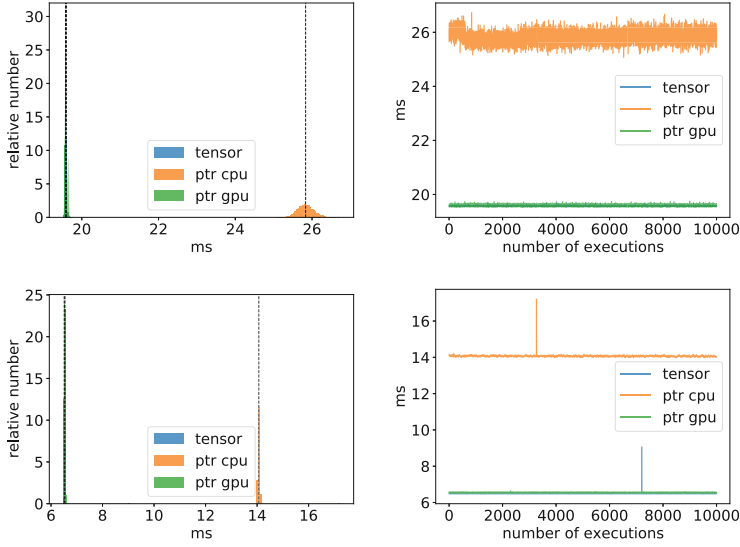 relative number
30
25
20
15
10
5
0
tensor
ptr cpu
ptr gpu
20 22 24 26
ms
ms
26
24
22
20
tensor
ptr cpu
ptr gpu
0 2000 4000 6000 8000 10000
number of executions
relative number
25
20
15
10
5
0
tensor
ptr cpu
ptr gpu
6 8 10 12 14 16
ms
ms
16
14
12
10
8
6
tensor
ptr cpu
ptr gpu
0 2000 4000 6000 8000 10000
number of executions